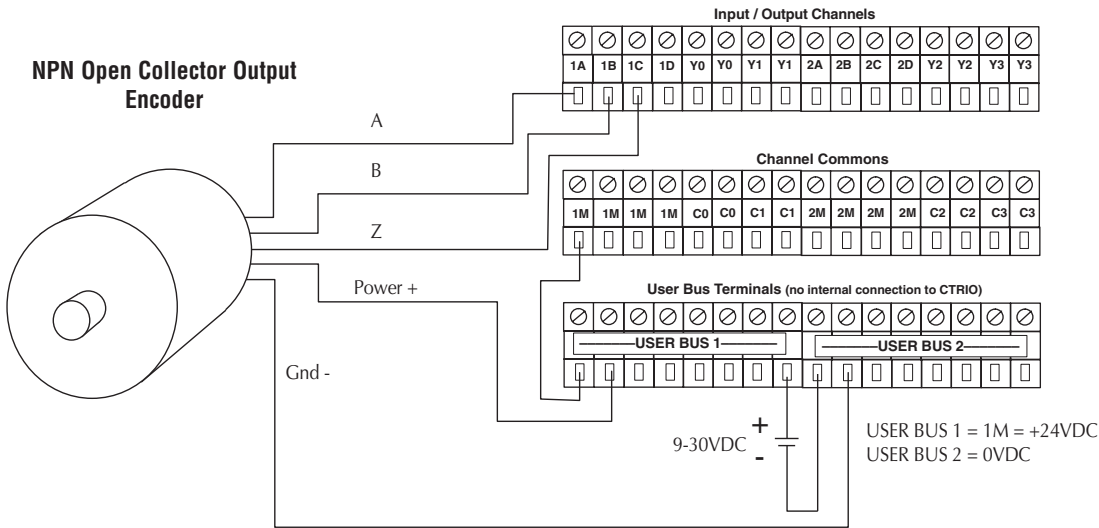 Input / Output Channels
NPN Open Collector Output
Encoder
1A 1B 1C 1D Y0 Y0 Y1 Y1 2A 2B 2C 2D Y2 Y2 Y3 Y3
A
B
Z
Channel Commons
1M 1M 1M 1M C0 C0 C1 C1 2M 2M 2M 2M C2 C2 C3 C3
Power +
User Bus Terminals (no internal connection to CTRIO)
USER BUS 1
USER BUS 2
Gnd -
9-30VDC
+
-
USER BUS 1 = 1M = +24VDC
USER BUS 2 = 0VDC